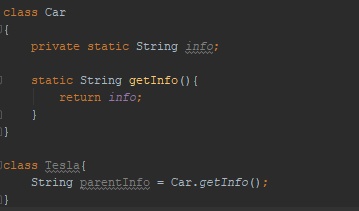 class Car
{
    private static String info;
    static String getInfo(){
        return info;
    }
}
class Tesla{
    String parentInfo = Car.getInfo();
}